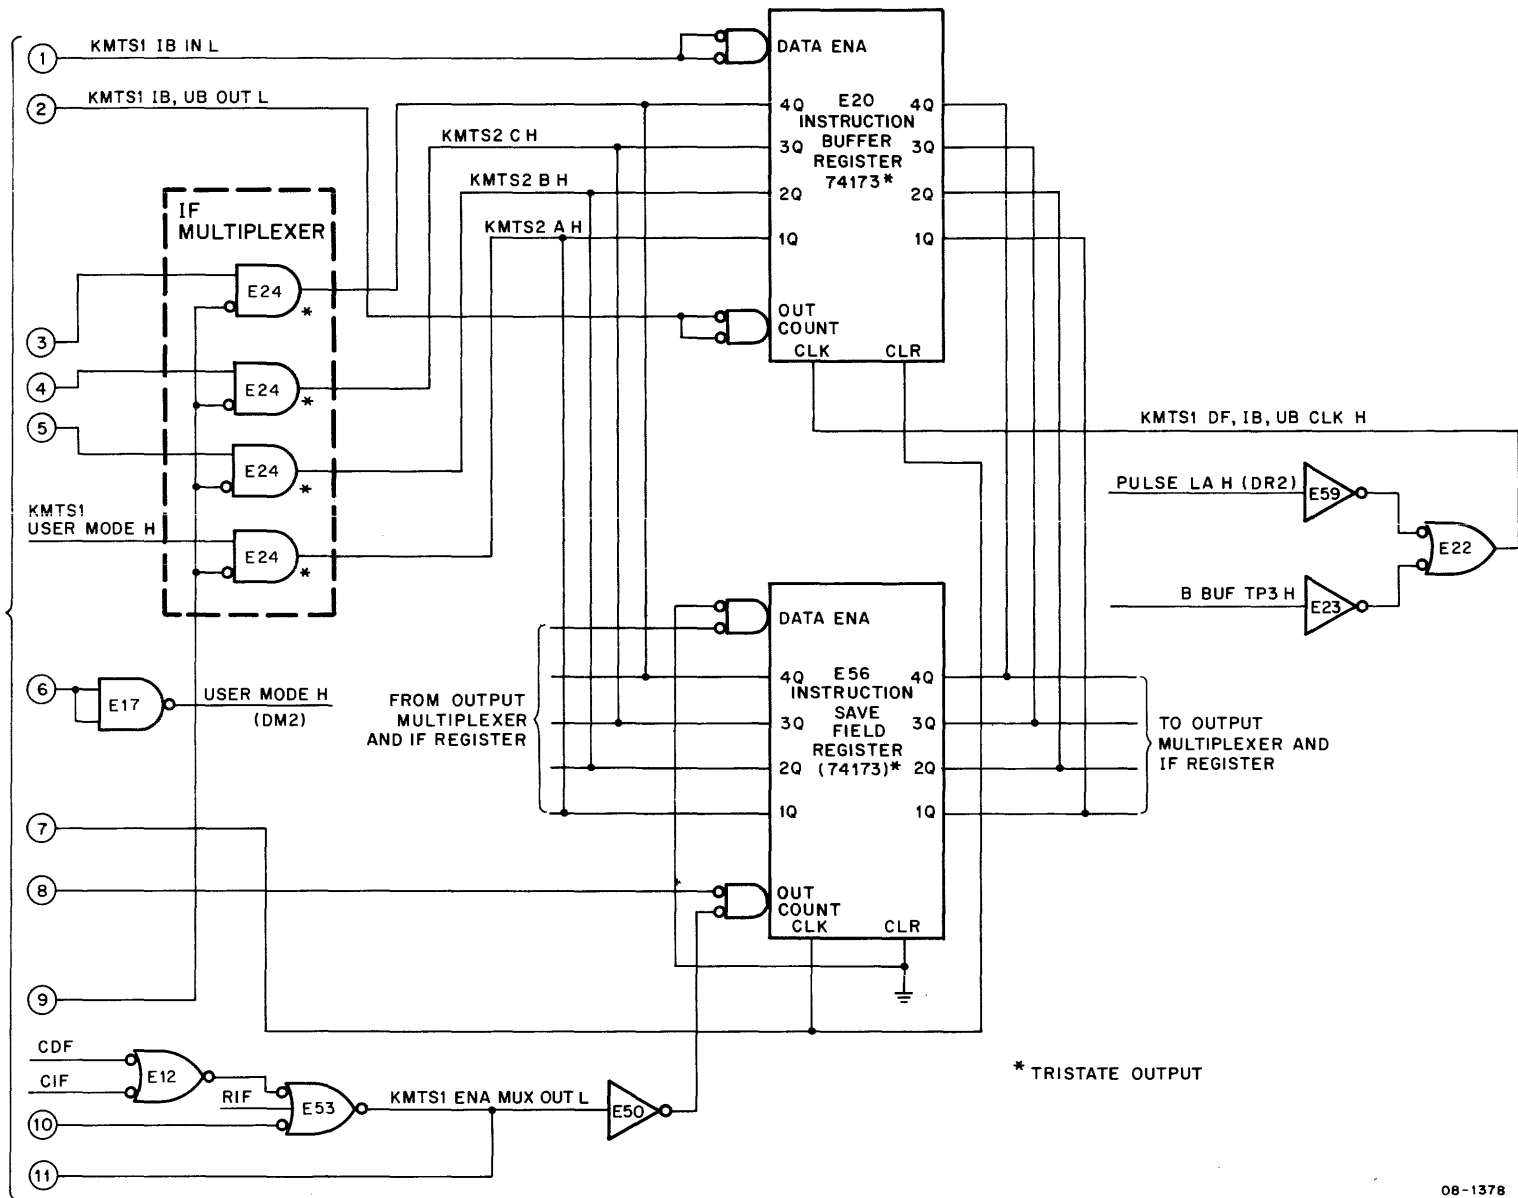 1
KMTS1 IB IN L
2
KMTS1 IB, UB OUT L
DATA ENA
4Q
3Q
2Q
1Q
E20
INSTRUCTION
BUFFER
REGISTER
74173*
4Q
3Q
2Q
1Q
OUT
COUNT
CLK
CLR
KMTS2 C H
KMTS2 B H
KMTS2 A H
IF
MULTIPLEXER
E24
*
E24
*
E24
*
E24
*
3
4
5
KMTS1
USER MODE H
KMTS1 DF, IB, UB CLK H
PULSE LA H (DR2)
E59
E22
B BUF TP3 H
E23
6
E17
USER MODE H
(DM2)
FROM OUTPUT
MULTIPLEXER
AND IF REGISTER
DATA ENA
4Q
3Q
2Q
1Q
E56
INSTRUCTION
SAVE
FIELD
REGISTER
(74173)*
4Q
3Q
2Q
1Q
TO OUTPUT
MULTIPLEXER AND
IF REGISTER
OUT
COUNT
CLK
CLR
7
8
9
CDF
CIF
E12
RIF
E53
KMTS1 ENA MUX OUT L
E50
10
11
* TRISTATE OUTPUT
08-1378